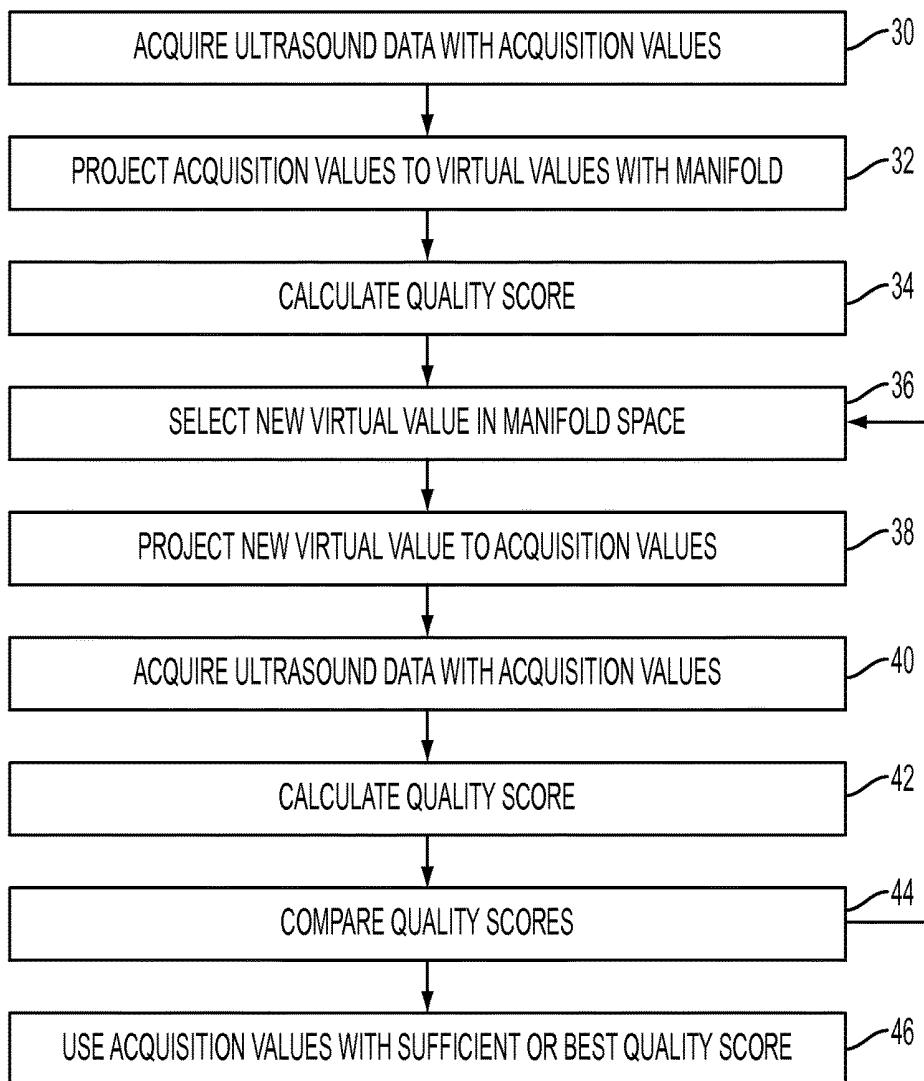 ACQUIRE ULTRASOUND DATA WITH ACQUISITION VALUES 30
PROJECT ACQUISITION VALUES TO VIRTUAL VALUES WITH MANIFOLD 32
CALCULATE QUALITY SCORE 34
SELECT NEW VIRTUAL VALUE IN MANIFOLD SPACE 36
PROJECT NEW VIRTUAL VALUE TO ACQUISITION VALUES 38
ACQUIRE ULTRASOUND DATA WITH ACQUISITION VALUES 40
CALCULATE QUALITY SCORE 42
COMPARE QUALITY SCORES 44
USE ACQUISITION VALUES WITH SUFFICIENT OR BEST QUALITY SCORE 46